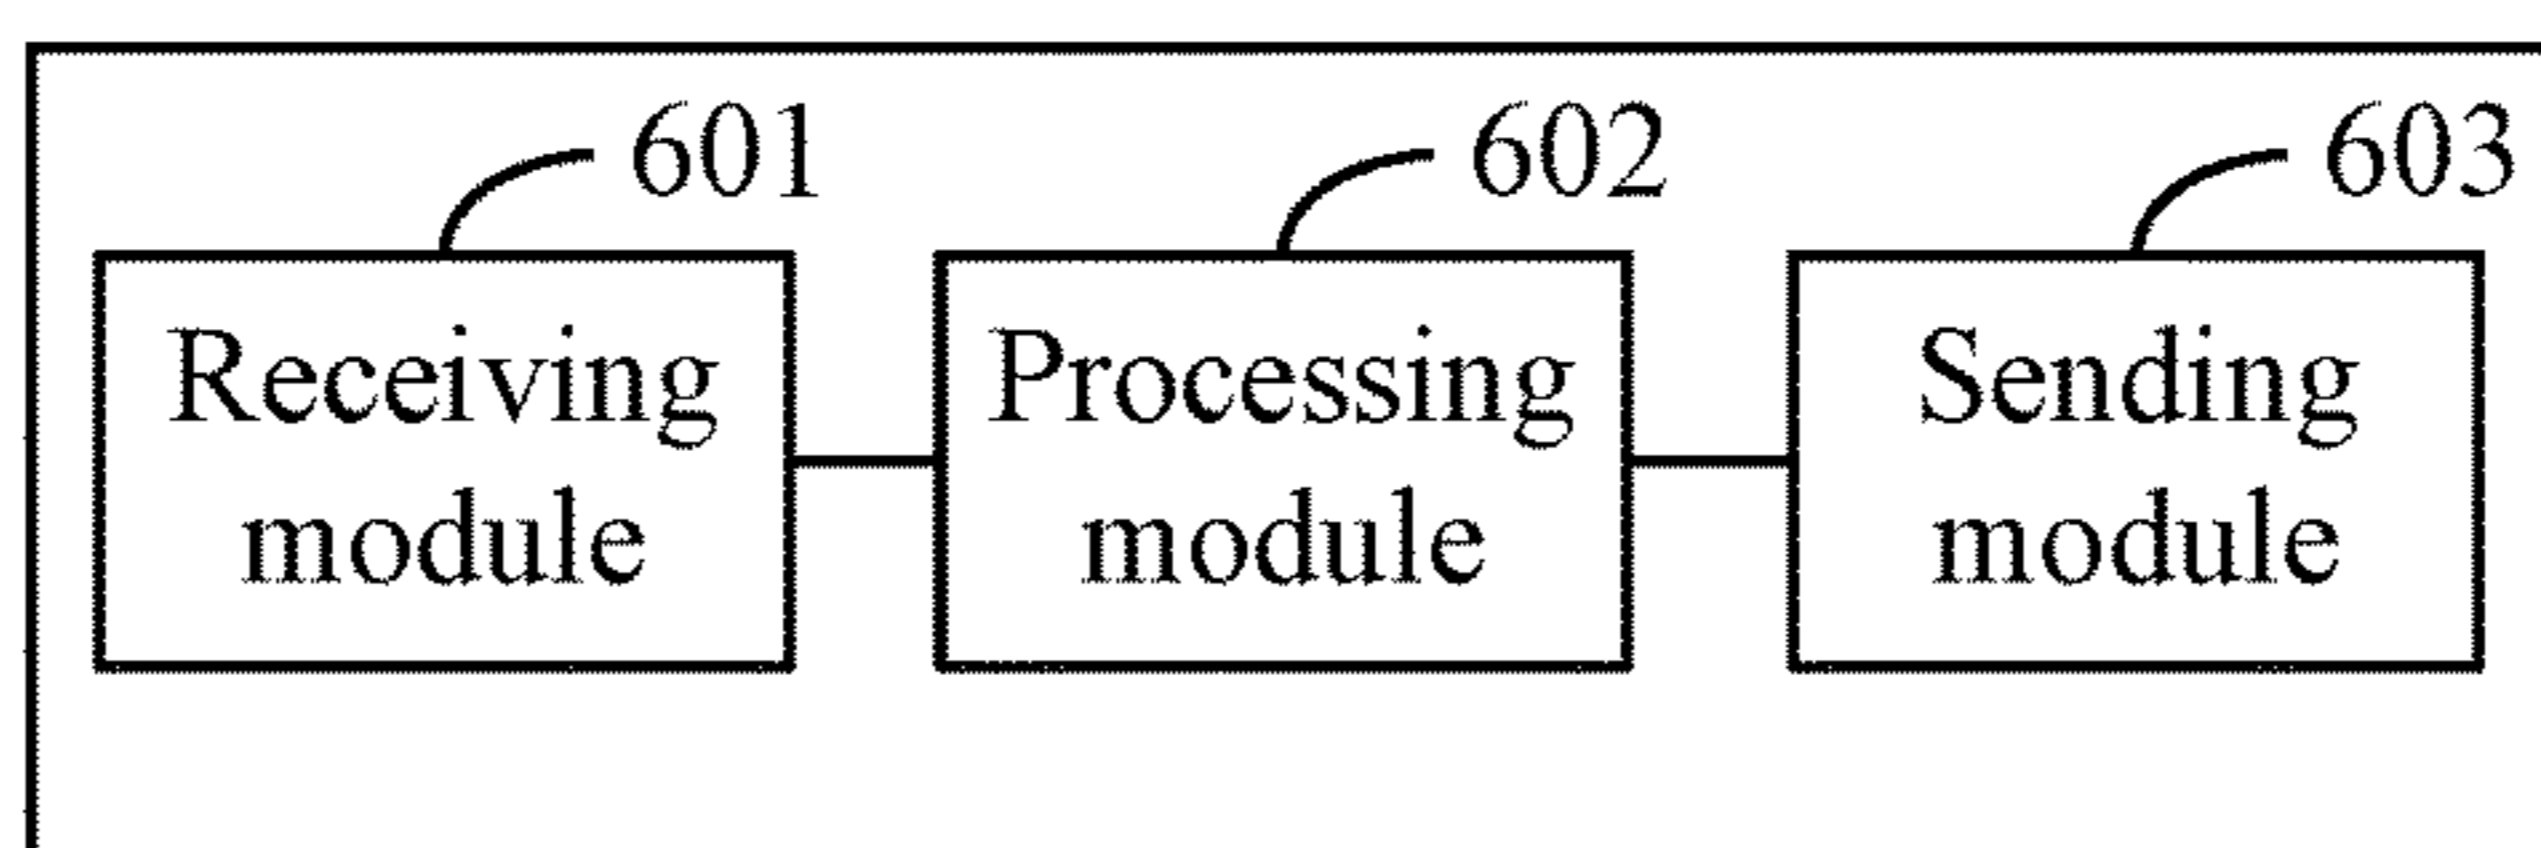 601
602
603
Receiving
module
Processing
module
Sending
module